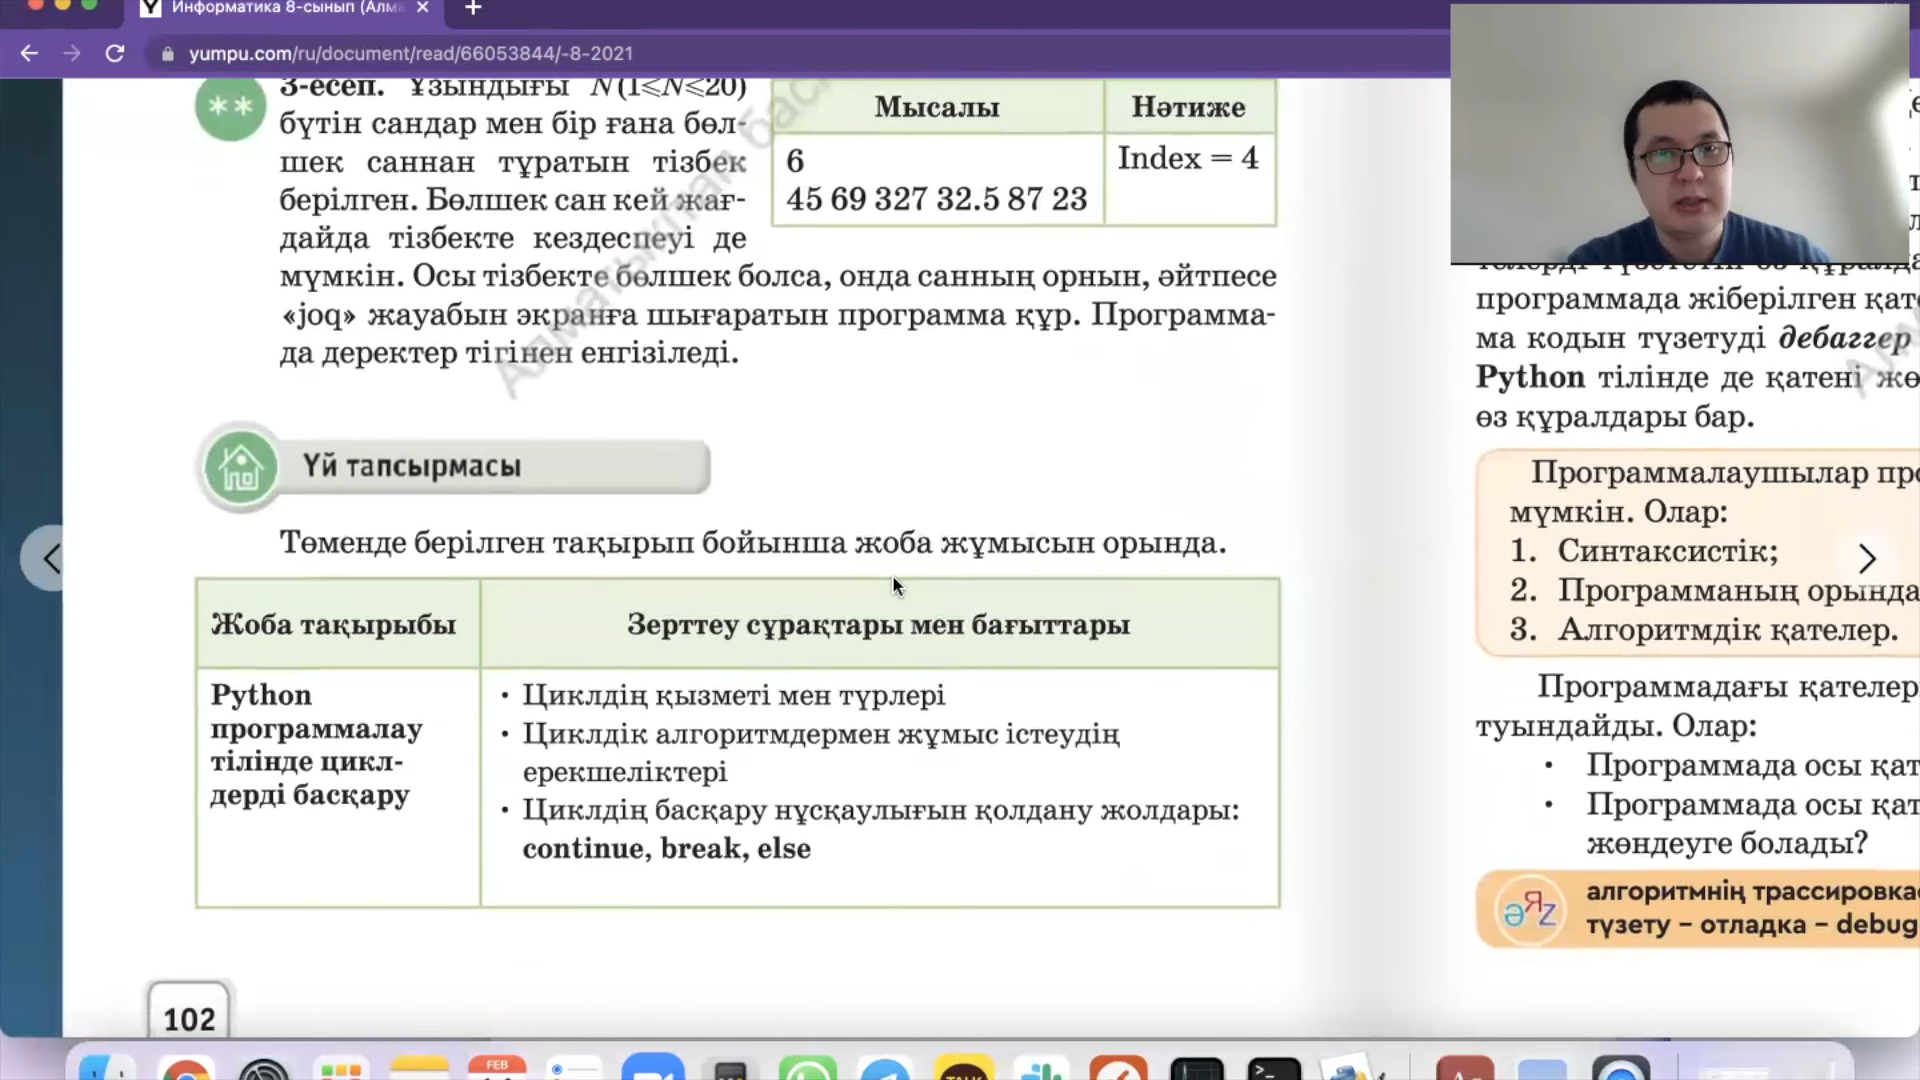 Информатика 8-сынып (Алма
yumpu.com/ru/document/read/66053844/-8-2021
3-есеп. Ұзындығы N(1⩽N⩽20)
бүтін сандар мен бір ғана бөл-
шек саннан тұратын тізбек
берілген. Бөлшек сан кей жағ-
дайда тізбекте кездеспеуі де
мүмкін. Осы тізбекте бөлшек болса, онда санның орнын, әйтпесе
«joq» жауабын экранға шығаратын программа құр. Программа-
да деректер тігінен енгізіледі.
Мысалы
Нәтиже
6
45 69 327 32.5 87 23
Index = 4
Үй тапсырмасы
Төменде берілген тақырып бойынша жоба жұмысын орында.
Жоба тақырыбы
Зерттеу сұрақтары мен бағыттары
Python
программалау
тілінде цикл-
дерді басқару
• Циклдің қызметі мен түрлері
• Циклдік алгоритмдермен жұмыс істеудің
ерекшеліктері
• Циклдің басқару нұсқаулығын қолдану жолдары:
continue, break, else
102
программада жіберілген қат
ма кодын түзетуді дебаггер
Python тілінде де қатені жө
өз құралдары бар.
Программалаушылар пр
мүмкін. Олар:
1. Синтаксистік;
2. Программаның орында
3. Алгоритмдік қателер.
Программадағы қателер
туындайды. Олар:
• Программада осы қат
• Программада осы қат
жөндеуге болады?
әЯz
алгоритмнің трассировка
түзету – отладка – debug
FEB